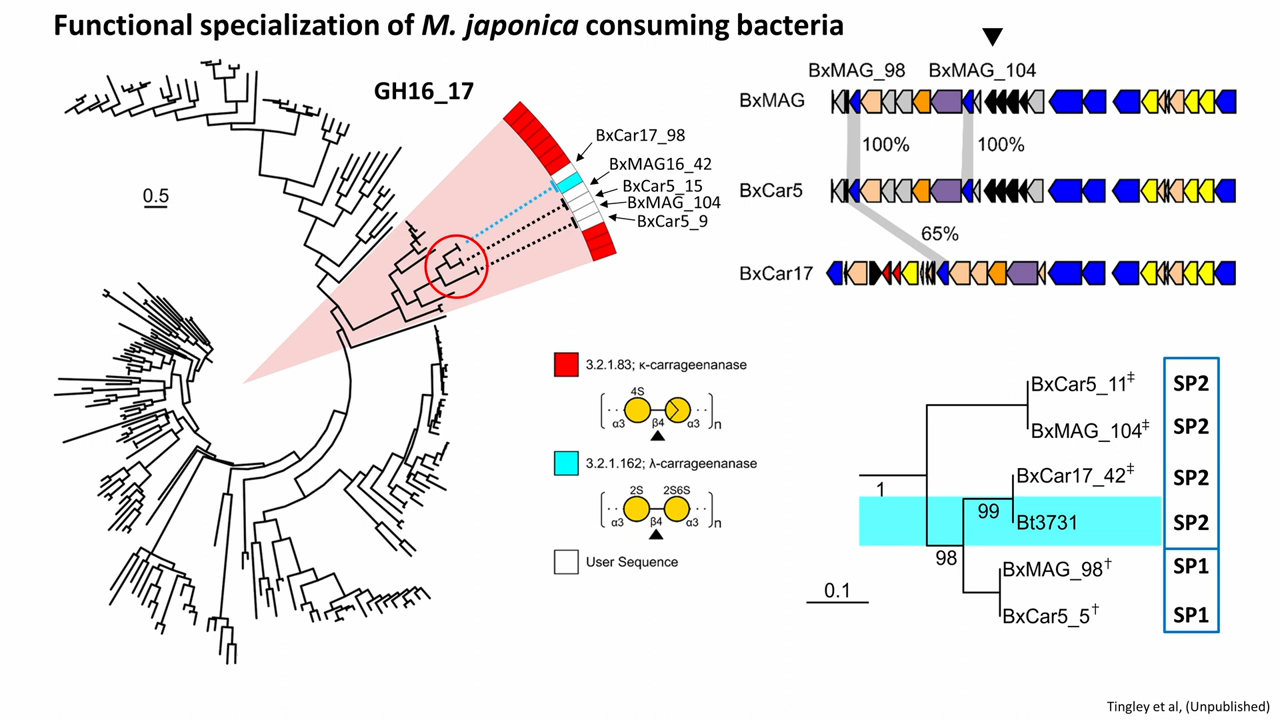 Functional specialization of M. japonica consuming bacteria
GH16_17
0.5
BxCar17_98
BxMAG16_42
BxCar5_15
BxMAG_104
BxCar5_9
BxMAG_98 BxMAG_104
BxMAG
100% 100%
BxCar5
65%
BxCar17
3.2.1.83; κ-carrageenanase
4S
α3 β4 α3 n
3.2.1.162; λ-carrageenanase
2S 2S6S
α3 β4 α3 n
User Sequence
BxCar5_11‡ SP2
BxMAG_104‡ SP2
BxCar17_42‡ SP2
1
99
Bt3731 SP2
98
BxMAG_98† SP1
0.1
BxCar5_5† SP1
Tingley et al, (Unpublished)